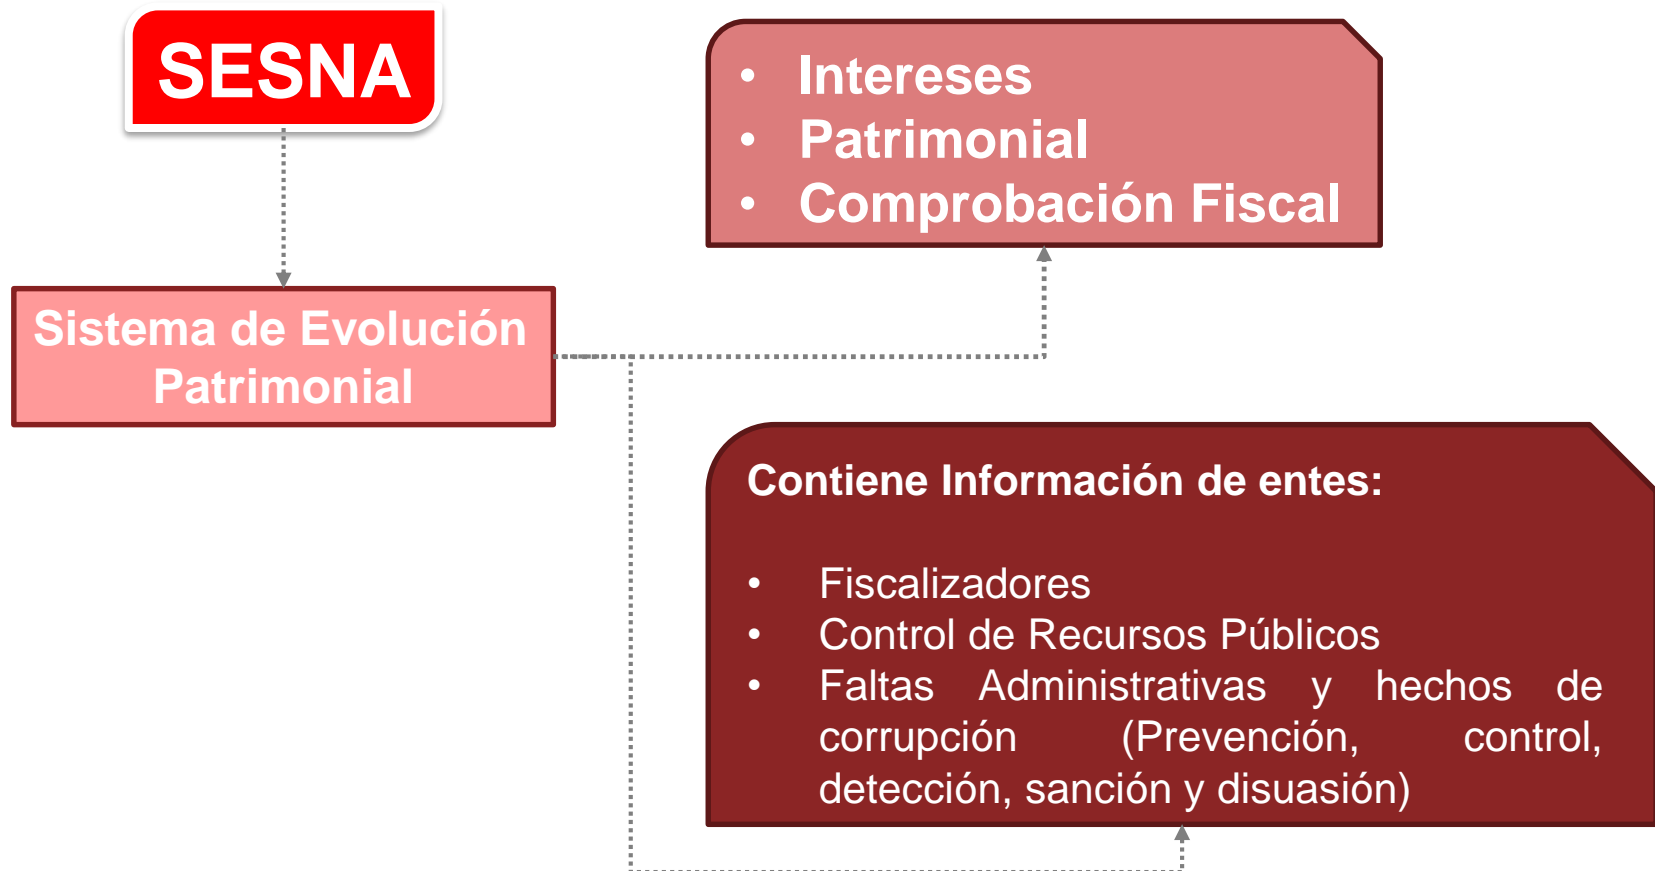 SESNA
• Intereses
• Patrimonial
• Comprobación Fiscal
Sistema de Evolución
Patrimonial
Contiene Información de entes:
• Fiscalizadores
• Control de Recursos Públicos
• Faltas Administrativas y hechos de
corrupción (Prevención, control,
detección, sanción y disuasión)